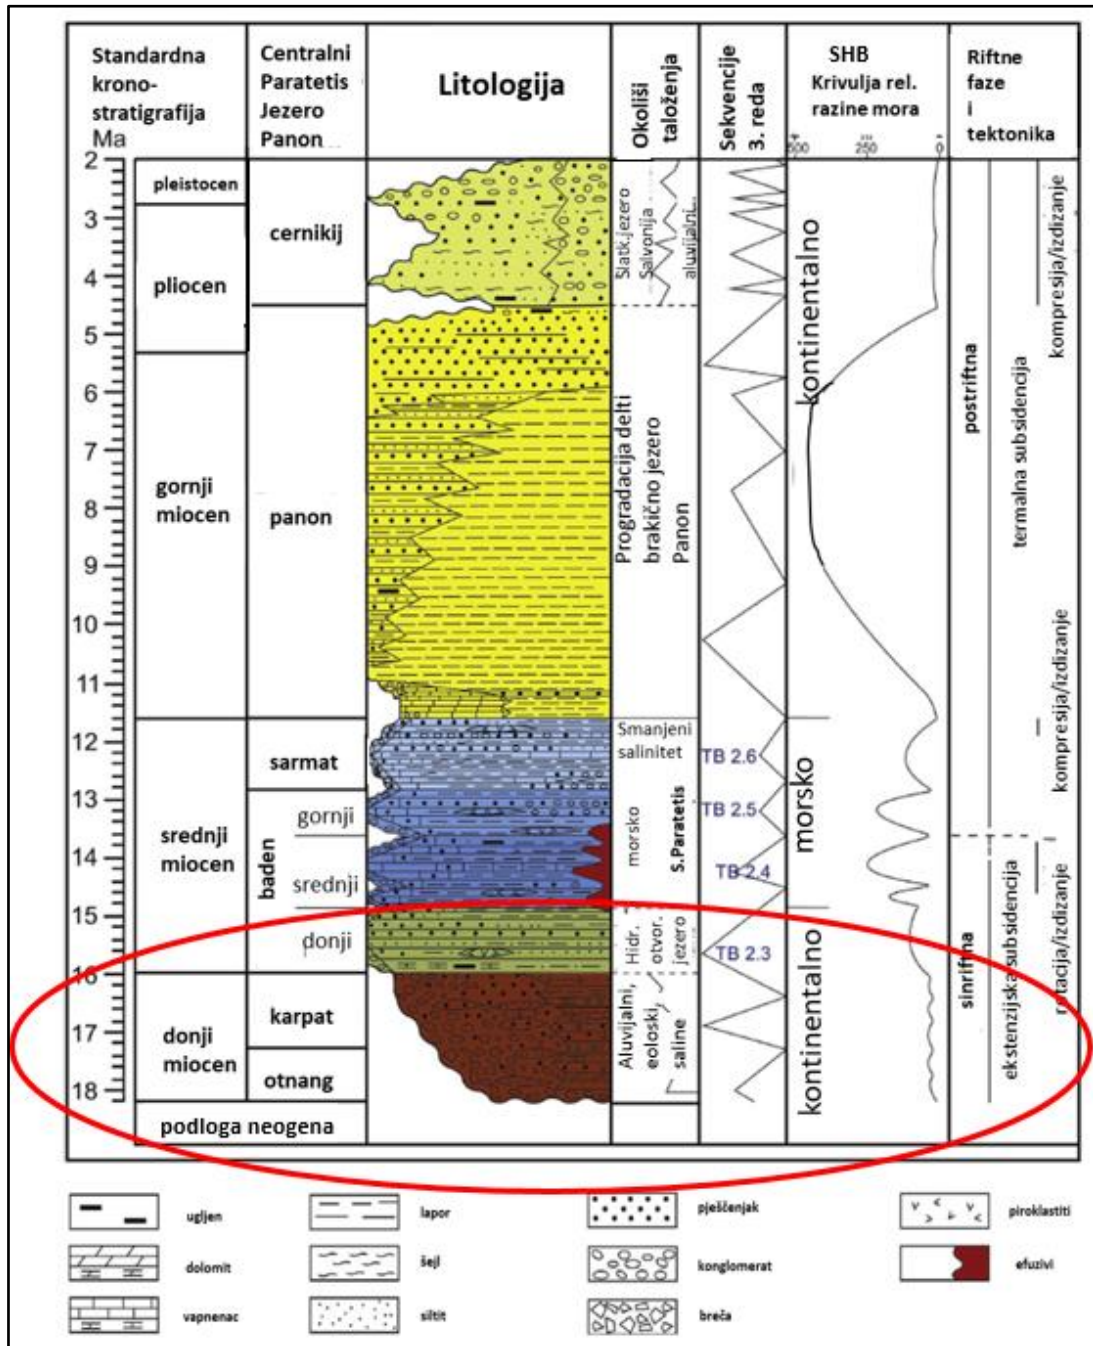 Standardna
krono-
stratigrafija
Ma
Centralni
Paratetis
Jezero
Panon
Litologija
Okoliši
taloženja
Sekvencije
3. reda
SHB
Krivulja rel.
razine mora
500
250
0
Riftne
faze
i
tektonika
2
3
4
5
6
7
8
9
10
11
12
13
14
15
16
17
18
pleistocen
pliocen
gornji
miocen
srednji
miocen
donji
miocen
podloga neogena
cernikij
panon
sarmat
baden
gornji
srednji
donji
karpat
otnang
Slatk.jezero
Salvonija
aluvijalni
Progradacija delti
brakično jezero
Panon
Smanjeni
salinitet
morsko
S.Paratetis
Hidr.
otvor.
jezero
Aluvijalni,
eoloski,
saline
TB 2.6
TB 2.5
TB 2.4
TB 2.3
kontinentalno
morsko
kontinentalno
postriftna
sinriftna
termalna subsidencija
ekstenzijska subsidencija
kompresija/izdizanje
kompresija/izdizanje
rotacija/izdizanje
ugljen
lapor
pješčenjak
piroklastiti
dolomit
šejl
konglomerat
efuzivi
vapnenac
siltit
breča